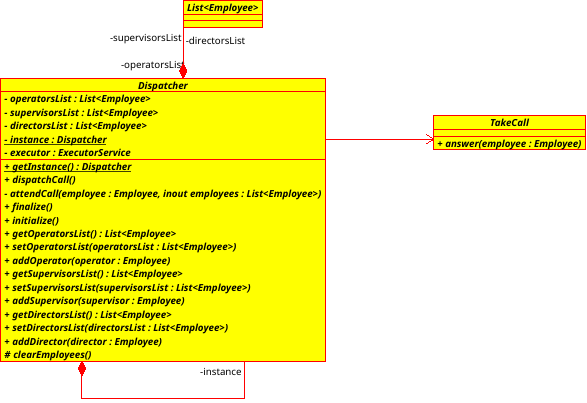 List<Employee>
-supervisorsList
-directorsList
-operatorsList
Dispatcher
- operatorsList : List<Employee>
- supervisorsList : List<Employee>
- directorsList : List<Employee>
- instance : Dispatcher
- executor : ExecutorService
+ getInstance() : Dispatcher
+ dispatchCall()
- attendCall(employee : Employee, inout employees : List<Employee>)
+ finalize()
+ initialize()
+ getOperatorsList() : List<Employee>
+ setOperatorsList(operatorsList : List<Employee>)
+ addOperator(operator : Employee)
+ getSupervisorsList() : List<Employee>
+ setSupervisorsList(supervisorsList : List<Employee>)
+ addSupervisor(supervisor : Employee)
+ getDirectorsList() : List<Employee>
+ setDirectorsList(directorsList : List<Employee>)
+ addDirector(director : Employee)
# clearEmployees()
TakeCall
+ answer(employee : Employee)
-instance